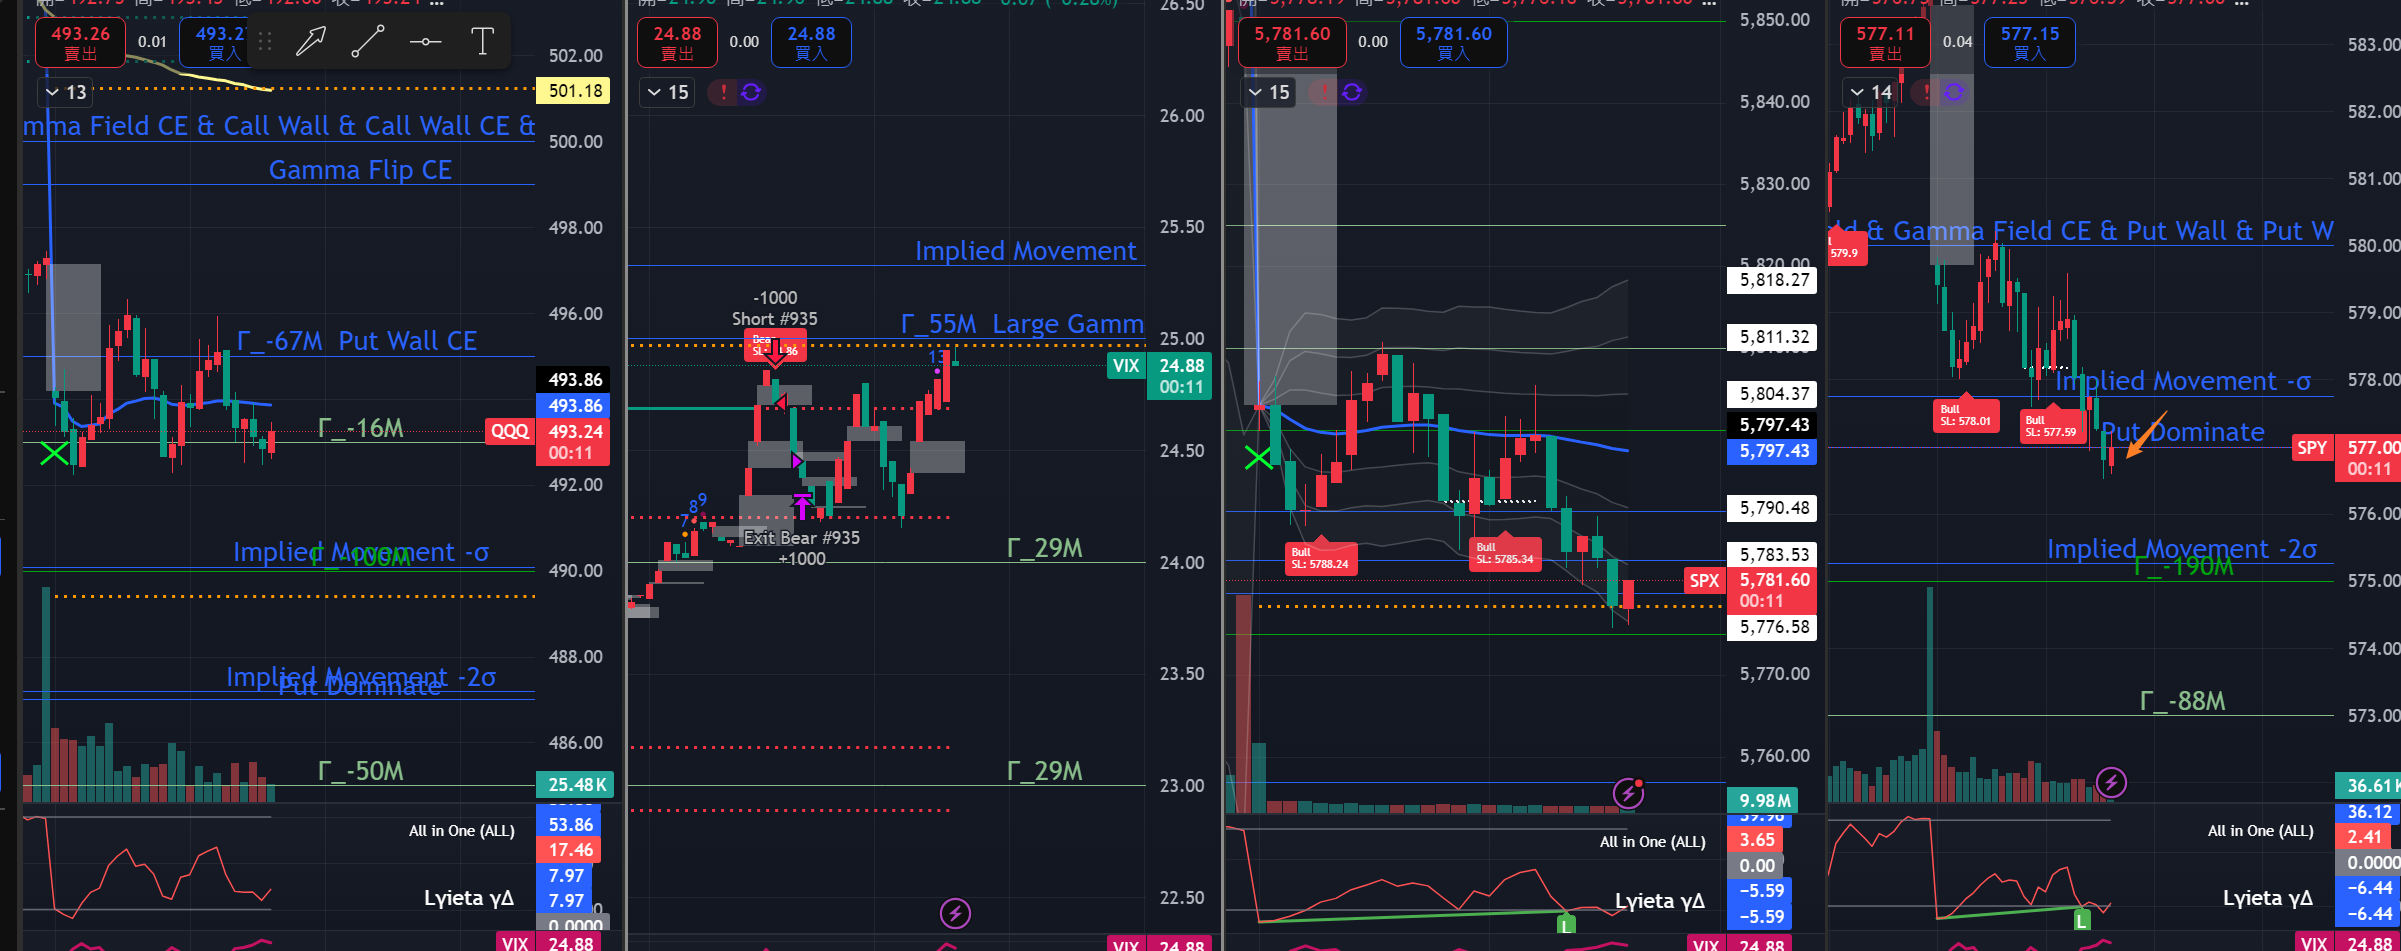 493.26
賣出
0.01
493.2
買入
T
13
502.00
501.18
mma Field CE & Call Wall & Call Wall CE &
500.00
Gamma Flip CE
498.00
496.00
Γ_-67M Put Wall CE
493.86
493.86
Γ_-16M
QQQ
493.24
00:11
492.00
Implied Movement -σ
Γ_-100M
490.00
488.00
Implied Movement -2σ
Put Dominate
486.00
Γ_-50M
25.48K
All in One (ALL)
53.86
17.46
7.97
Lγieta γΔ
7.97
0.0000
VIX
24.88
24.88
賣出
0.00
24.88
買入
15
!
26.50
26.00
25.50
Implied Movement
-1000
Short #935
Γ_55M Large Gamm
25.00
13
VIX
24.88
00:11
24.50
7
8
9
Exit Bear #935
+1000
Γ_29M
24.00
23.50
Γ_29M
23.00
22.50
VIX
24.88
5,781.60
賣出
0.00
5,781.60
買入
15
!
5,850.00
5,840.00
5,830.00
5,820.00
5,818.27
5,811.32
5,804.37
5,797.43
5,797.43
5,790.48
Bull
SL: 5788.24
Bull
SL: 5785.34
5,783.53
SPX
5,781.60
00:11
5,776.58
5,770.00
5,760.00
9.98M
All in One (ALL)
3.65
0.00
-5.59
Lγieta γΔ
-5.59
L
VIX
24.88
577.11
賣出
0.04
577.15
買入
14
!
583.00
582.00
581.00
& Gamma Field CE & Put Wall & Put W
579.9
580.00
579.00
Implied Movement -σ
578.00
Bull
SL: 578.01
Bull
SL: 577.59
Put Dominate
SPY
577.00
00:11
576.00
Implied Movement -2σ
Γ_-190M
575.00
574.00
Γ_-88M
573.00
36.61K
All in One (ALL)
36.12
2.41
0.0000
-6.44
Lγieta γΔ
-6.44
L
VIX
24.88